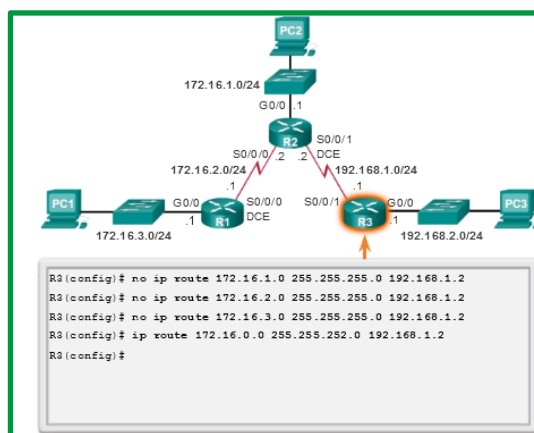 PC2
172.16.1.0/24
G0/0 .1
R2
S0/0/0 .2 .2 S0/0/1
DCE
172.16.2.0/24
192.168.1.0/24
.1
.1
PC1
G0/0
.1
R1
S0/0/0
DCE
S0/0/1
R3
G0/0
.1
PC3
172.16.3.0/24
192.168.2.0/24
R3(config)# no ip route 172.16.1.0 255.255.255.0 192.168.1.2
R3(config)# no ip route 172.16.2.0 255.255.255.0 192.168.1.2
R3(config)# no ip route 172.16.3.0 255.255.255.0 192.168.1.2
R3(config)# ip route 172.16.0.0 255.255.252.0 192.168.1.2
R3(config)#